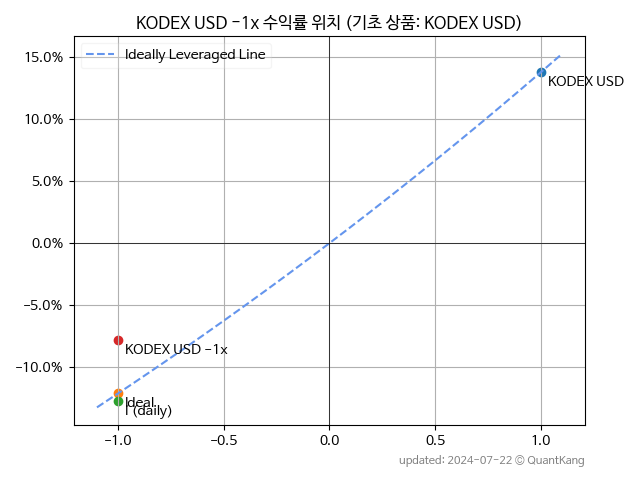 KODEX USD -1x 수익률 위치 (기초 상품: KODEX USD)
Ideally Leveraged Line
15.0%
10.0%
5.0%
0.0%
-5.0%
-10.0%
KODEX USD
KODEX USD -1x
Ideal
I (daily)
-1.0 -0.5 0.0 0.5 1.0
updated: 2024-07-22 © QuantKang